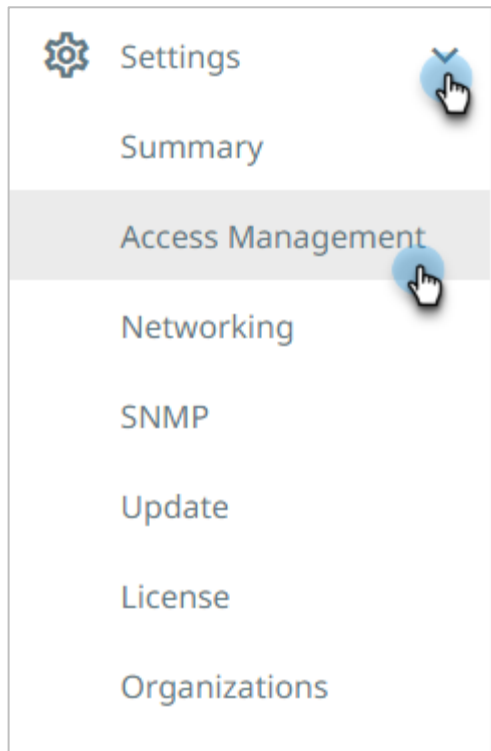 Settings
Summary
Access Management
Networking
SNMP
Update
License
Organizations